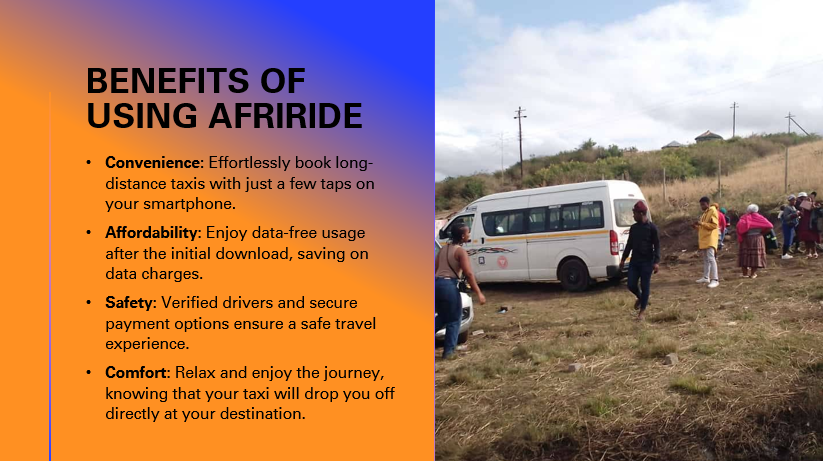 BENEFITS OF
USING AFRIRIDE
• Convenience: Effortlessly book long-
distance taxis with just a few taps on
your smartphone.
• Affordability: Enjoy data-free usage
after the initial download, saving on
data charges.
• Safety: Verified drivers and secure
payment options ensure a safe travel
experience.
• Comfort: Relax and enjoy the journey,
knowing that your taxi will drop you off
directly at your destination.